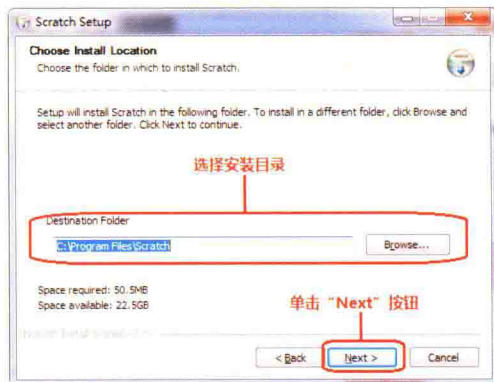 Scratch Setup
Choose Install Location
Choose the folder in which to install Scratch.
Setup will install Scratch in the following folder. To install in a different folder, click Browse and
select another folder. Click Next to continue.
选择安装目录
Destination Folder
C:\Program Files\Scratch
Browse...
Space required: 50.5MB
Space available: 22.5GB
单击“Next”按钮
< Back
Next >
Cancel